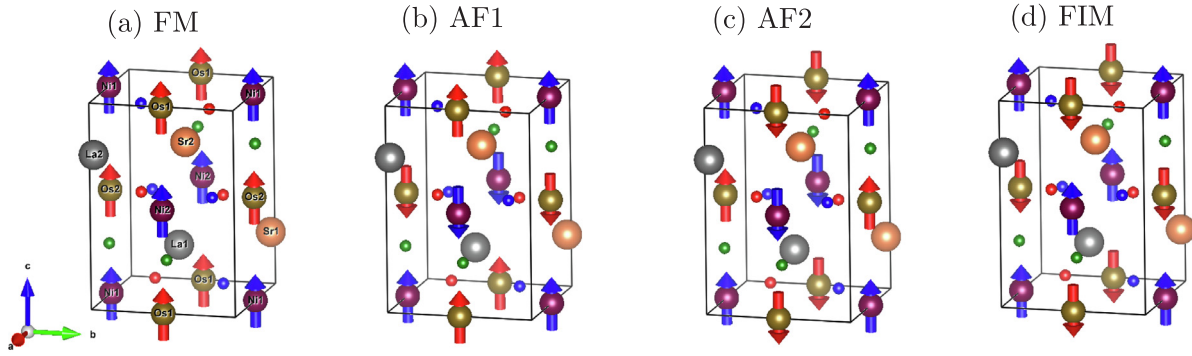 (a) FM
(b) AF1
(c) AF2
(d) FIM
Ni1
Os1
Ni1
Os1
Sr2
La2
Ni2
Os2
Os2
Ni2
Sr1
La1
Os1
Ni1
Ni1
Os1
c
b
a